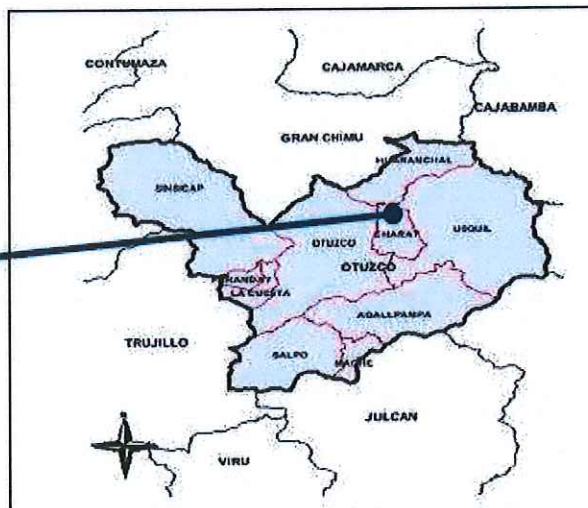 CONTUMAZA
CAJAMARCA
CAJABAMBA
GRAN CHIMU
HUARANCHAL
SINSICAP
CHARAT
USQUIL
OTUZCO
OTUZCO
PARANDAY
LA CUESTA
AGALLPAMPA
TRUJILLO
SALPO
MACHE
JULCAN
VIRU